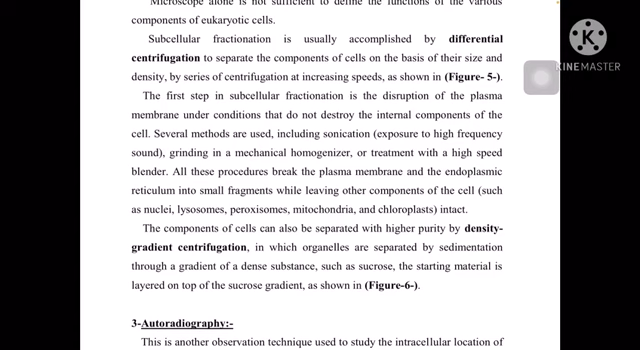 Microscope alone is not sufficient to define the functions of the various
components of eukaryotic cells.
Subcellular fractionation is usually accomplished by differential
centrifugation to separate the components of cells on the basis of their size and
density, by series of centrifugation at increasing speeds, as shown in (Figure- 5-).
The first step in subcellular fractionation is the disruption of the plasma
membrane under conditions that do not destroy the internal components of the
cell. Several methods are used, including sonication (exposure to high frequency
sound), grinding in a mechanical homogenizer, or treatment with a high speed
blender. All these procedures break the plasma membrane and the endoplasmic
reticulum into small fragments while leaving other components of the cell (such
as nuclei, lysosomes, peroxisomes, mitochondria, and chloroplasts) intact.
The components of cells can also be separated with higher purity by density-
gradient centrifugation, in which organelles are separated by sedimentation
through a gradient of a dense substance, such as sucrose, the starting material is
layered on top of the sucrose gradient, as shown in (Figure-6-).
3-Autoradiography:-
This is another observation technique used to study the intracellular location of
KINEMASTER